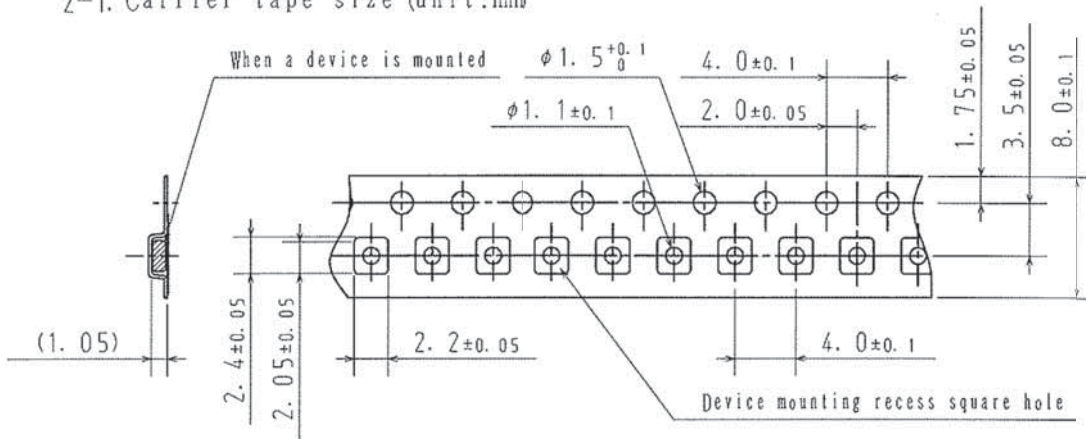 2-1. Carrier tape size (unit:mm)
When a device is mounted
φ1.5+0.1 0
4.0±0.1
φ1.1±0.1
2.0±0.05
1.75±0.05
3.5±0.05
8.0±0.1
(1.05)
2.4±0.05
2.05±0.05
2.2±0.05
4.0±0.1
Device mounting recess square hole